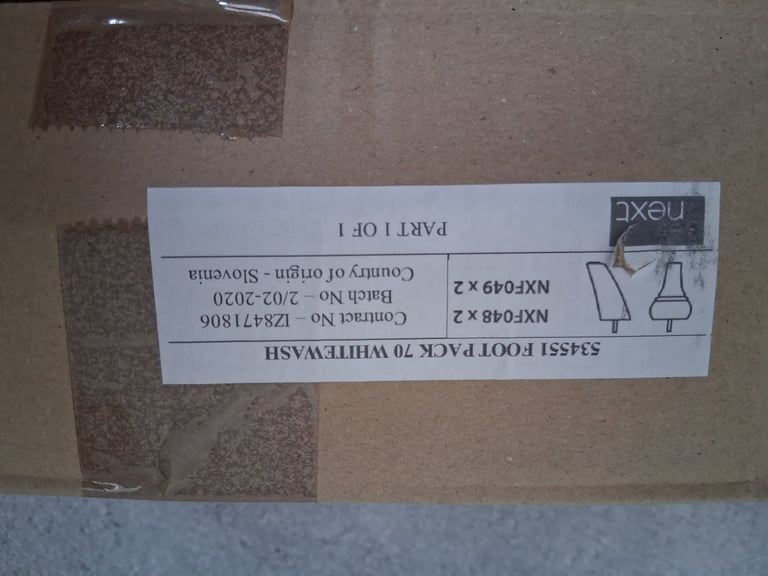 534551 FOOT PACK 70 WHITEWASH
NXF048 x 2
NXF049 x 2
Contract No – IZ8471806
Batch No – 2/02-2020
Country of origin - Slovenia
next
PART 1 OF 1